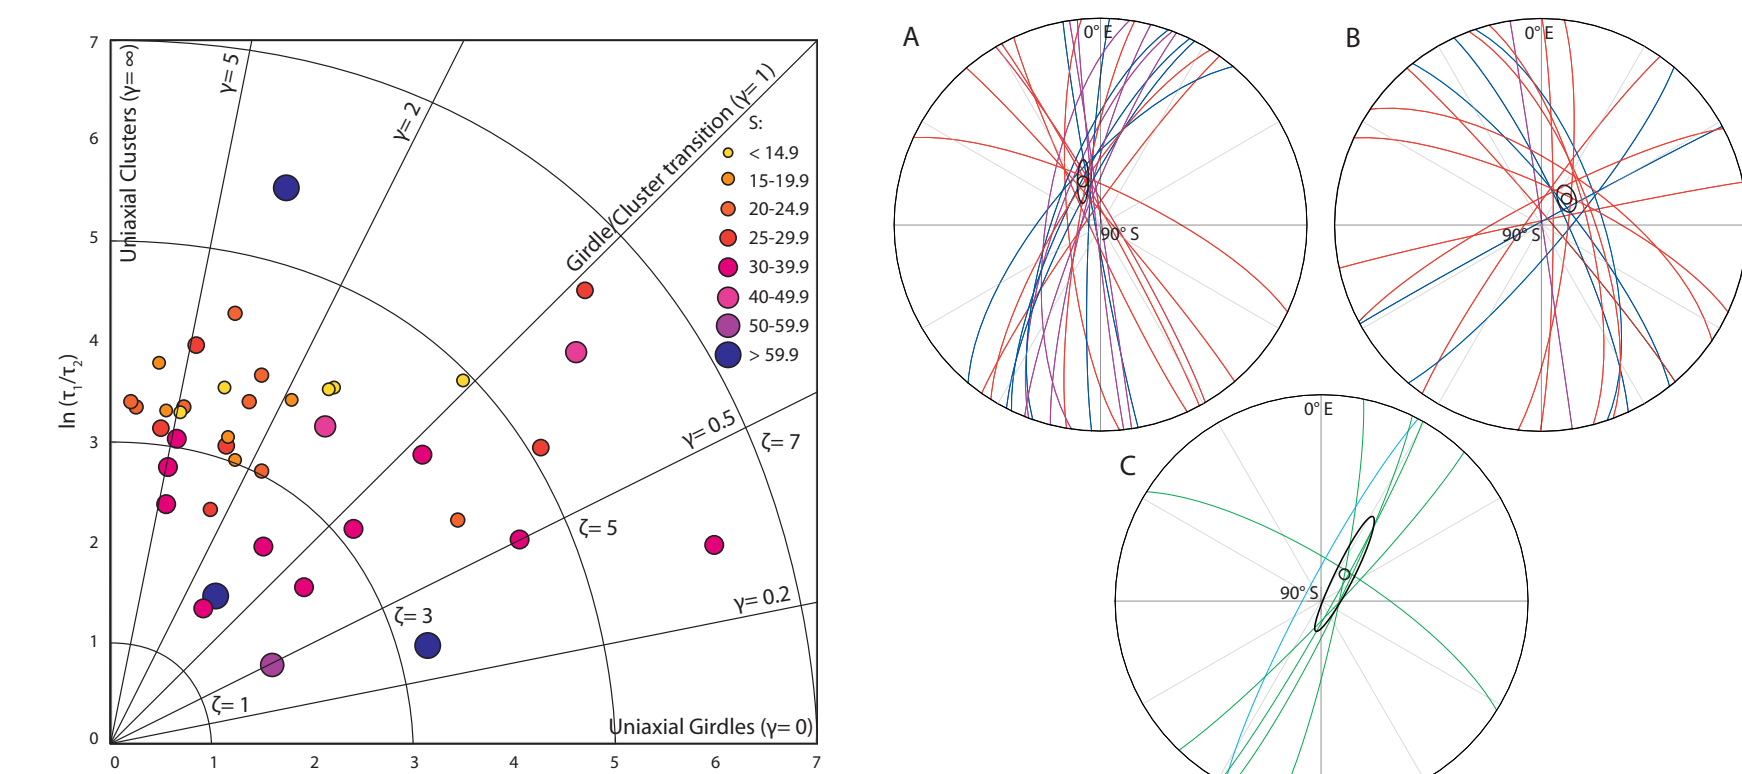 7
6
5
4
3
2
1
0
ln (τ1/τ2)
0 1 2 3 4 5 6 7
Uniaxial Clusters (γ= ∞)
γ= 5
γ= 2
Girdle/Cluster transition (γ= 1)
S:
< 14.9
15-19.9
20-24.9
25-29.9
30-39.9
40-49.9
50-59.9
> 59.9
γ= 0.5
ζ= 7
ζ= 5
γ= 0.2
ζ= 3
ζ= 1
Uniaxial Girdles (γ= 0)
A
0° E
90° S
B
0° E
90° S
C
0° E
90° S